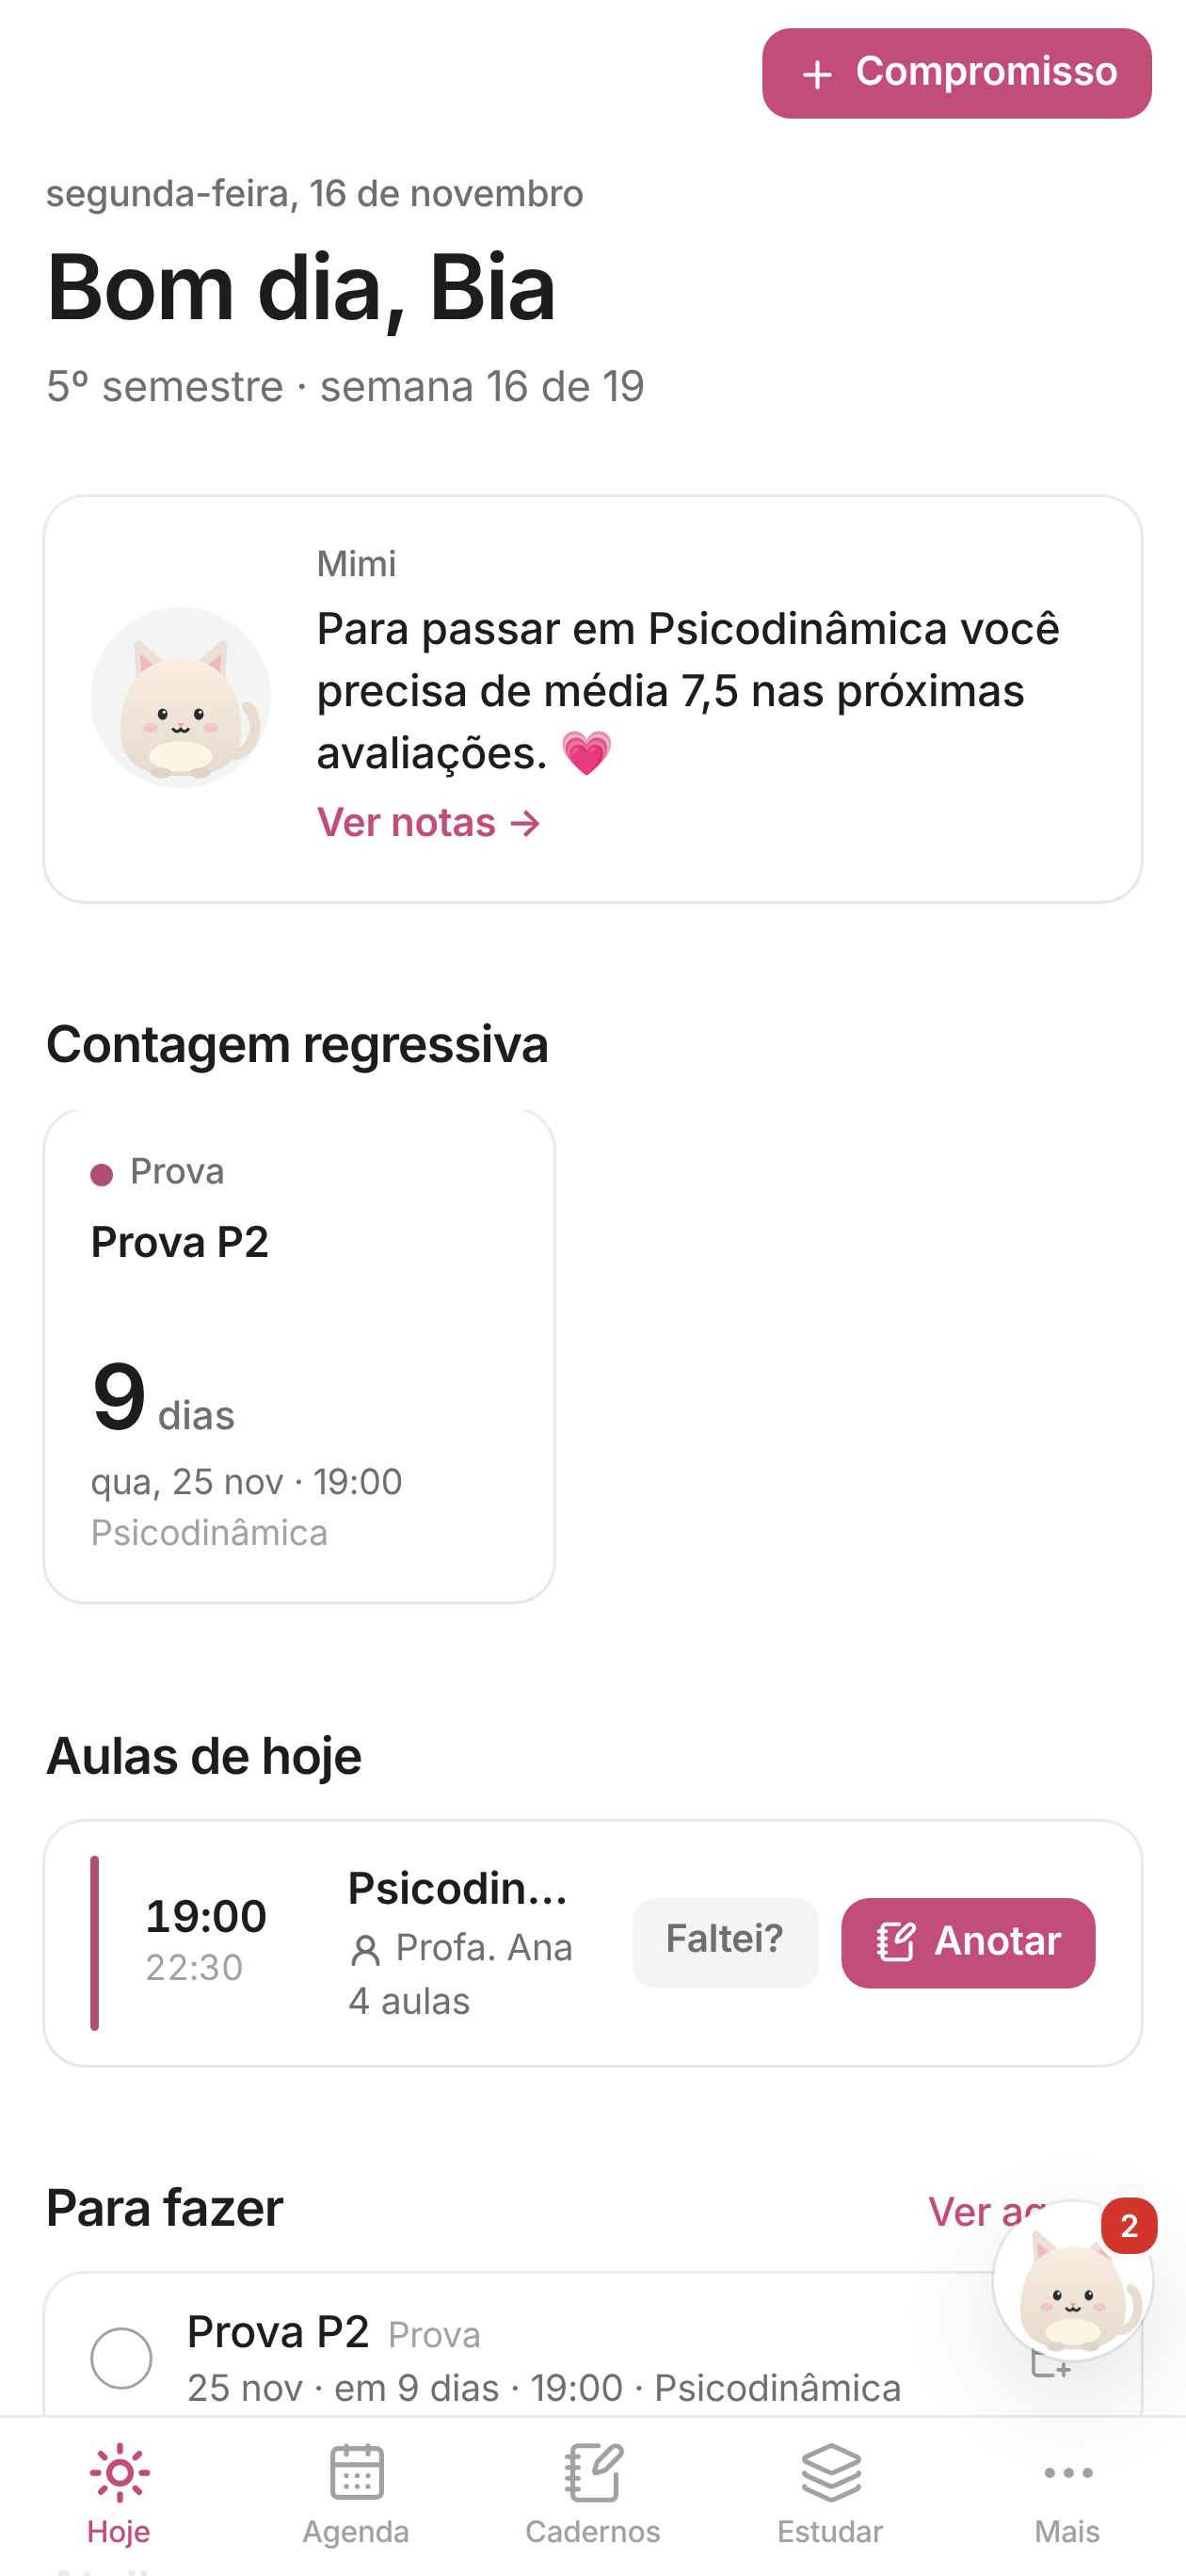 + Compromisso
segunda-feira, 16 de novembro
Bom dia, Bia
5º semestre · semana 16 de 19
Mimi
Para passar em Psicodinâmica você
precisa de média 7,5 nas próximas
avaliações. 💗
Ver notas →
Contagem regressiva
Prova
Prova P2
9 dias
qua, 25 nov · 19:00
Psicodinâmica
Aulas de hoje
19:00
22:30
Psicodin...
Profa. Ana
4 aulas
Faltei?
Anotar
Para fazer
Ver
2
Prova P2 Prova
25 nov · em 9 dias · 19:00 · Psicodinâmica
Hoje
Agenda
Cadernos
Estudar
Mais